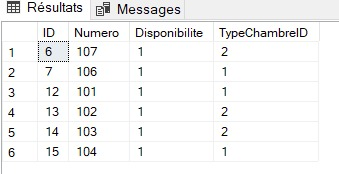 Résultats Messages
ID Numero Disponibilite TypeChambreID
1 6 107 1 2
2 7 106 1 1
3 12 101 1 1
4 13 102 1 2
5 14 103 1 2
6 15 104 1 1